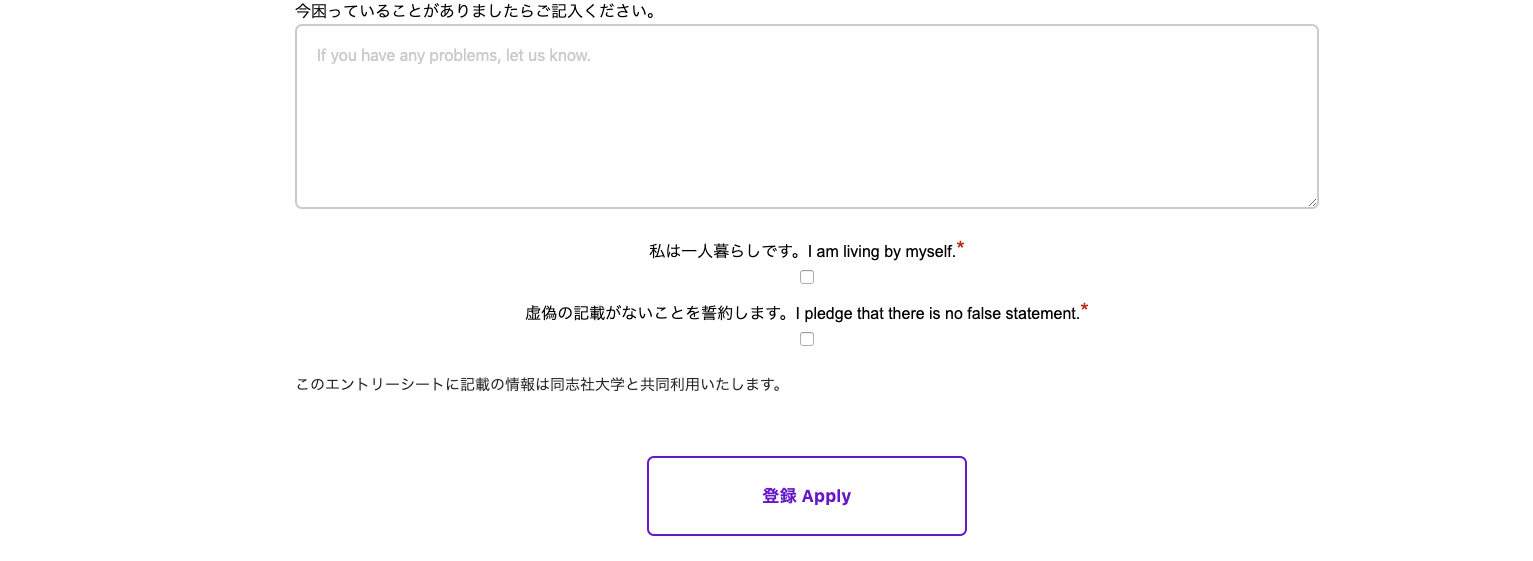 今困っていることがありましたらご記入ください。
If you have any problems, let us know.
私は一人暮らしです。I am living by myself.*
虚偽の記載がないことを誓約します。I pledge that there is no false statement.*
このエントリーシートに記載の情報は同志社大学と共同利用いたします。
登録 Apply